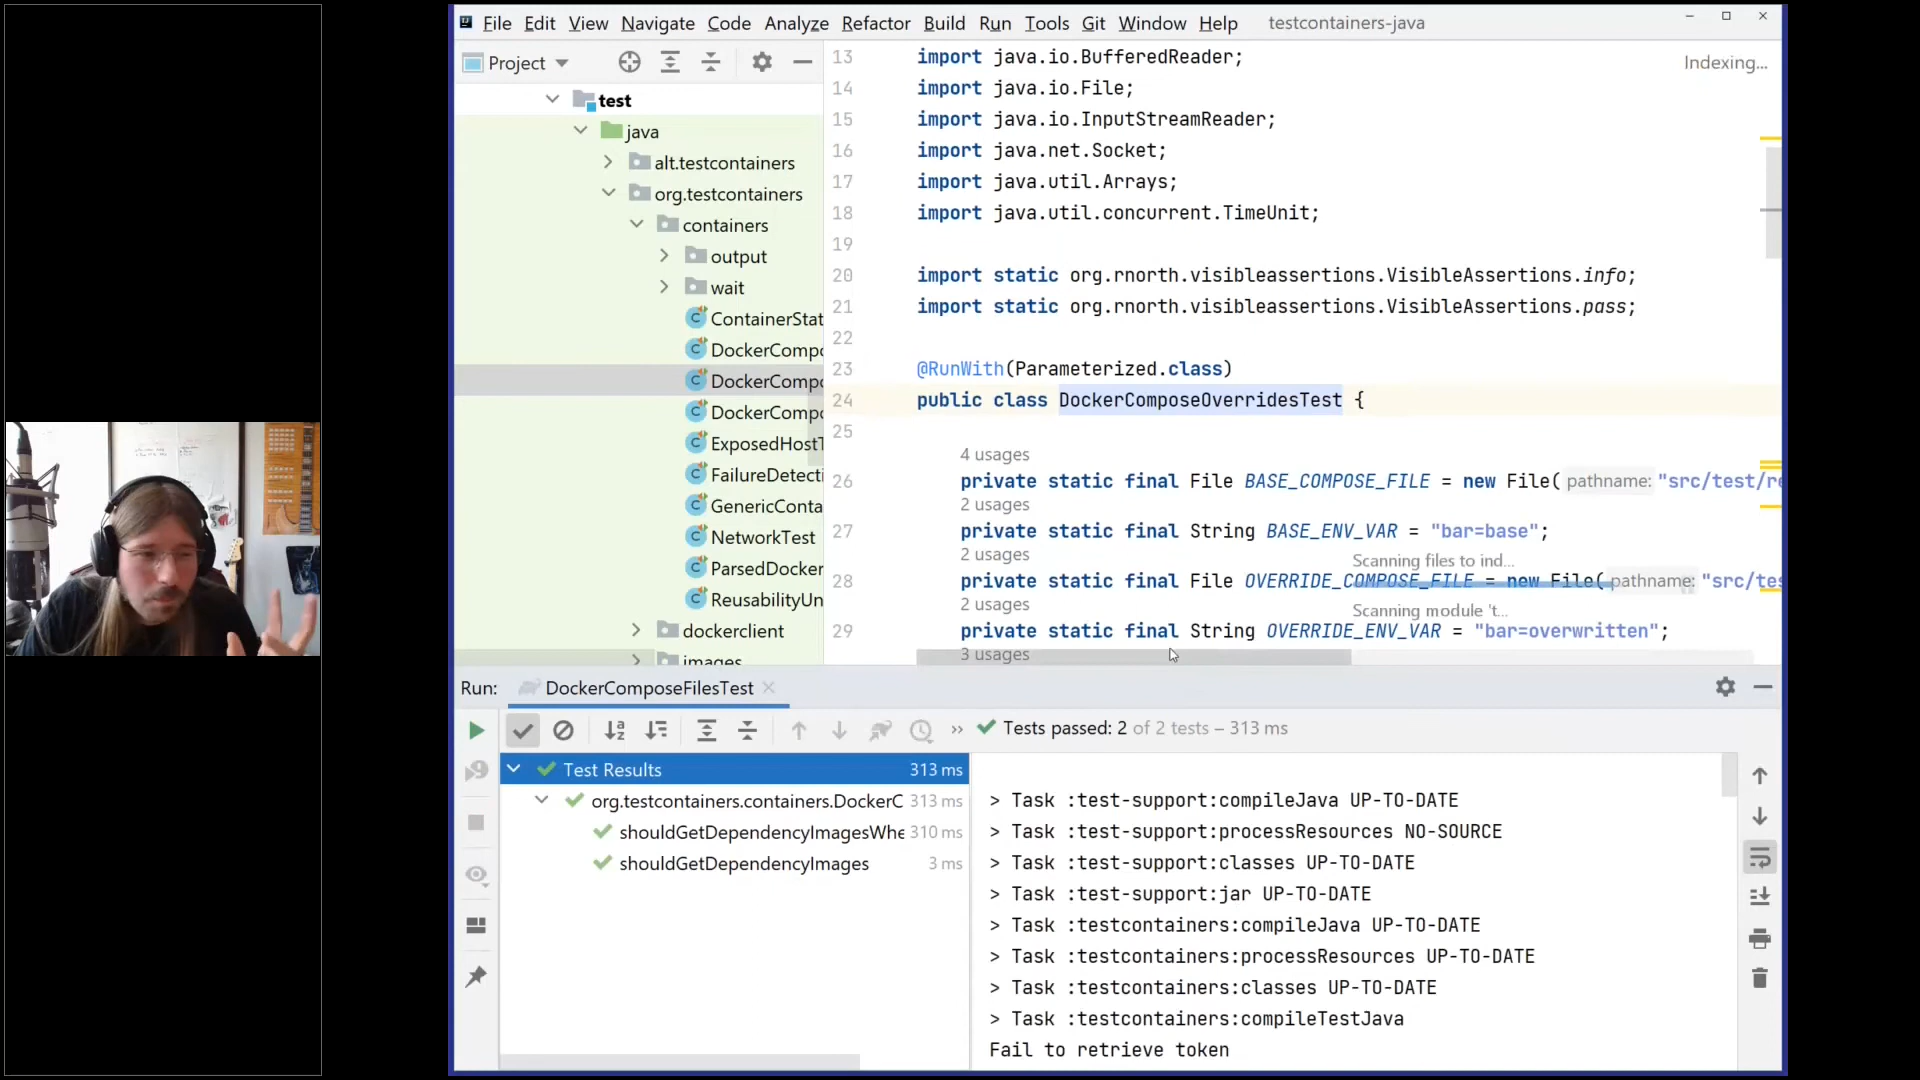 File Edit View Navigate Code Analyze Refactor Build Run Tools Git Window Help testcontainers-java
Project
test
java
alt.testcontainers
org.testcontainers
containers
output
wait
ContainerStat
DockerCompo
DockerCompo
DockerCompo
ExposedHostT
FailureDetecti
GenericConta
NetworkTest
ParsedDocker
ReusabilityUn
dockerclient
images
Indexing...
13 import java.io.BufferedReader;
14 import java.io.File;
15 import java.io.InputStreamReader;
16 import java.net.Socket;
17 import java.util.Arrays;
18 import java.util.concurrent.TimeUnit;
19
20 import static org.rnorth.visibleassertions.VisibleAssertions.info;
21 import static org.rnorth.visibleassertions.VisibleAssertions.pass;
22
23 @RunWith(Parameterized.class)
24 public class DockerComposeOverridesTest {
25
4 usages
26 private static final File BASE_COMPOSE_FILE = new File( pathname: "src/test/re
2 usages
27 private static final String BASE_ENV_VAR = "bar=base";
2 usages
Scanning files to ind...
28 private static final File OVERRIDE_COMPOSE_FILE = new File( pathname: "src/tes
2 usages
Scanning module 't...
29 private static final String OVERRIDE_ENV_VAR = "bar=overwritten";
3 usages
Run: DockerComposeFilesTest
Tests passed: 2 of 2 tests – 313 ms
Test Results 313 ms
org.testcontainers.containers.DockerC 313 ms
shouldGetDependencyImagesWhe 310 ms
shouldGetDependencyImages 3 ms
> Task :test-support:compileJava UP-TO-DATE
> Task :test-support:processResources NO-SOURCE
> Task :test-support:classes UP-TO-DATE
> Task :test-support:jar UP-TO-DATE
> Task :testcontainers:compileJava UP-TO-DATE
> Task :testcontainers:processResources UP-TO-DATE
> Task :testcontainers:classes UP-TO-DATE
> Task :testcontainers:compileTestJava
Fail to retrieve token